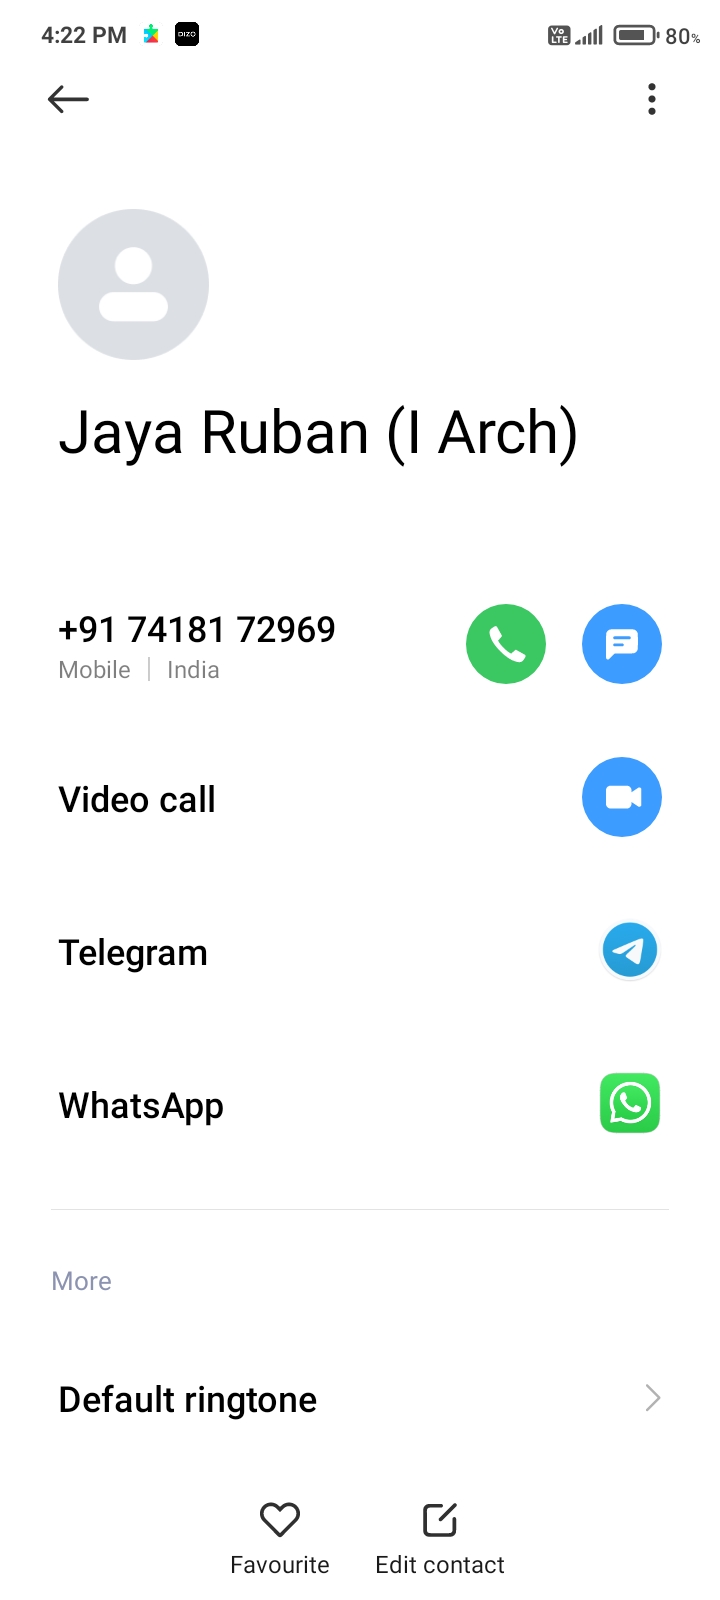 4:22 PM DIZO Vo LTE 80%
Jaya Ruban (I Arch)
+91 74181 72969
Mobile | India
Video call
Telegram
WhatsApp
More
Default ringtone
Favourite Edit contact